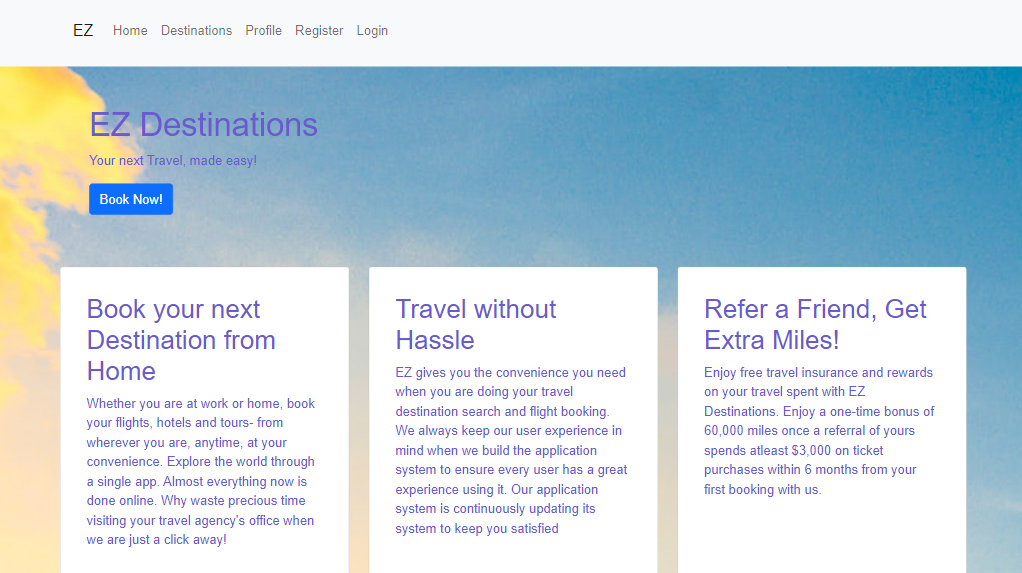 EZ Home Destinations Profile Register Login
EZ Destinations
Your next Travel, made easy!
Book Now!
Book your next
Destination from
Home
Whether you are at work or home, book
your flights, hotels and tours- from
wherever you are, anytime, at your
convenience. Explore the world through
a single app. Almost everything now is
done online. Why waste precious time
visiting your travel agency's office when
we are just a click away!
Travel without
Hassle
EZ gives you the convenience you need
when you are doing your travel
destination search and flight booking.
We always keep our user experience in
mind when we build the application
system to ensure every user has a great
experience using it. Our application
system is continuously updating its
system to keep you satisfied
Refer a Friend, Get
Extra Miles!
Enjoy free travel insurance and rewards
on your travel spent with EZ
Destinations. Enjoy a one-time bonus of
60,000 miles once a referral of yours
spends atleast $3,000 on ticket
purchases within 6 months from your
first booking with us.